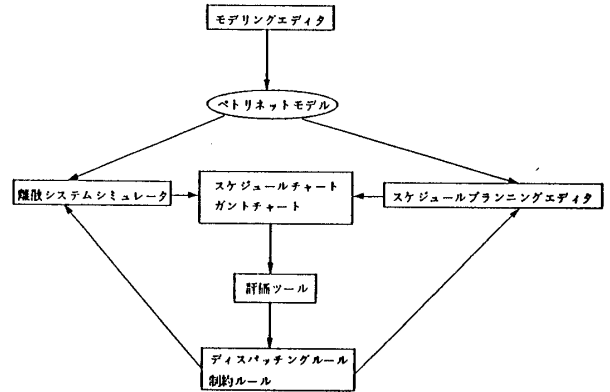 モデリングエディタ
ペトリネットモデル
離散システムシミュレータ
スケジュールチャート
ガントチャート
スケジュールプランニングエディタ
評価ツール
ディスパッチングルール
制約ルール